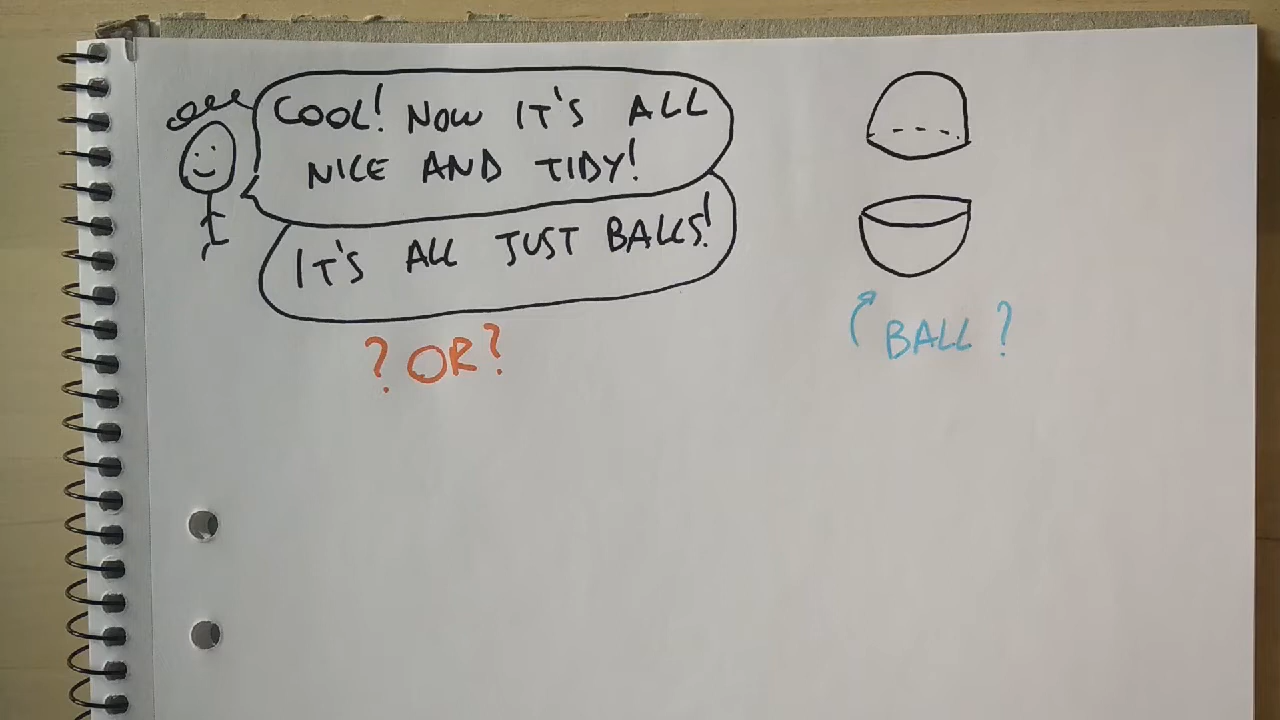 COOL! NOW IT'S ALL
NICE AND TIDY!
IT'S ALL JUST BALLS!
? OR?
BALL ?